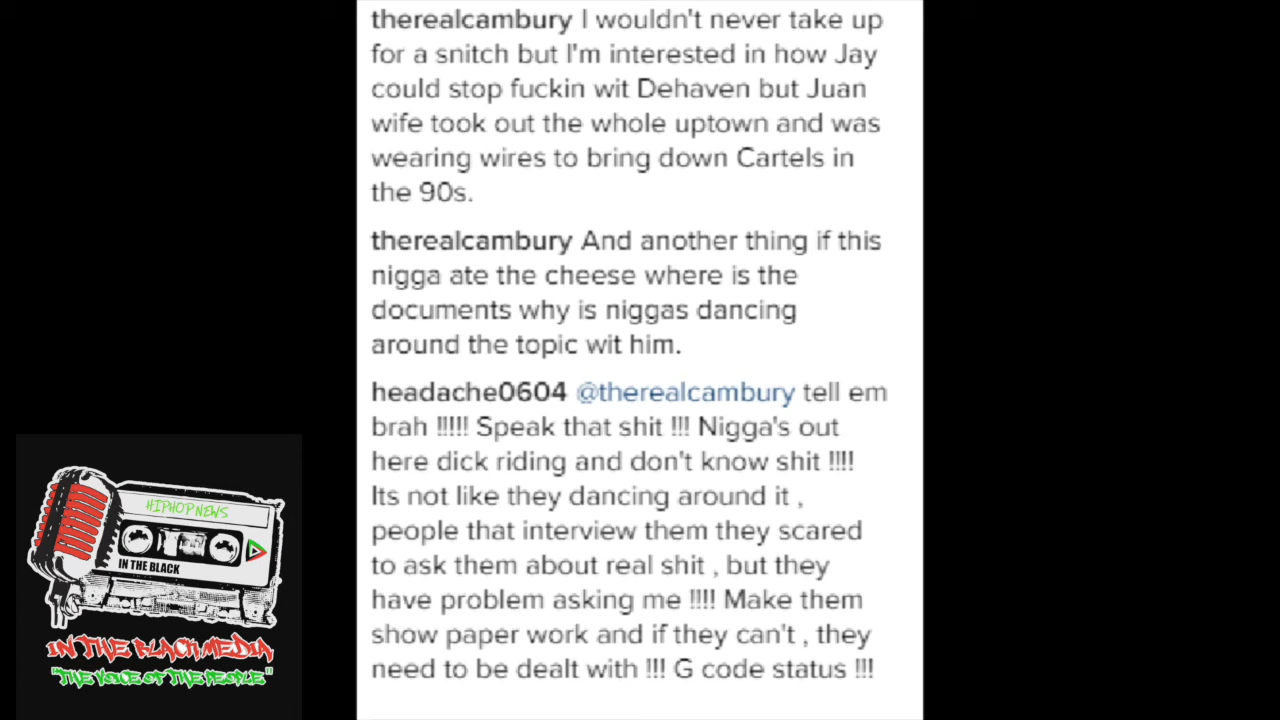 therealcambury I wouldn't never take up
for a snitch but I'm interested in how Jay
could stop fuckin wit Dehaven but Juan
wife took out the whole uptown and was
wearing wires to bring down Cartels in
the 90s.
therealcambury And another thing if this
nigga ate the cheese where is the
documents why is niggas dancing
around the topic wit him.
headache0604 @therealcambury tell em
brah !!!!! Speak that shit !!! Nigga's out
here dick riding and don't know shit !!!!
Its not like they dancing around it ,
people that interview them they scared
to ask them about real shit , but they
have problem asking me !!!! Make them
show paper work and if they can't , they
need to be dealt with !!! G code status !!!
HIPHOP NEWS
IN THE BLACK
IN THE BLACK MEDIA
"THE VOICE OF THE PEOPLE"